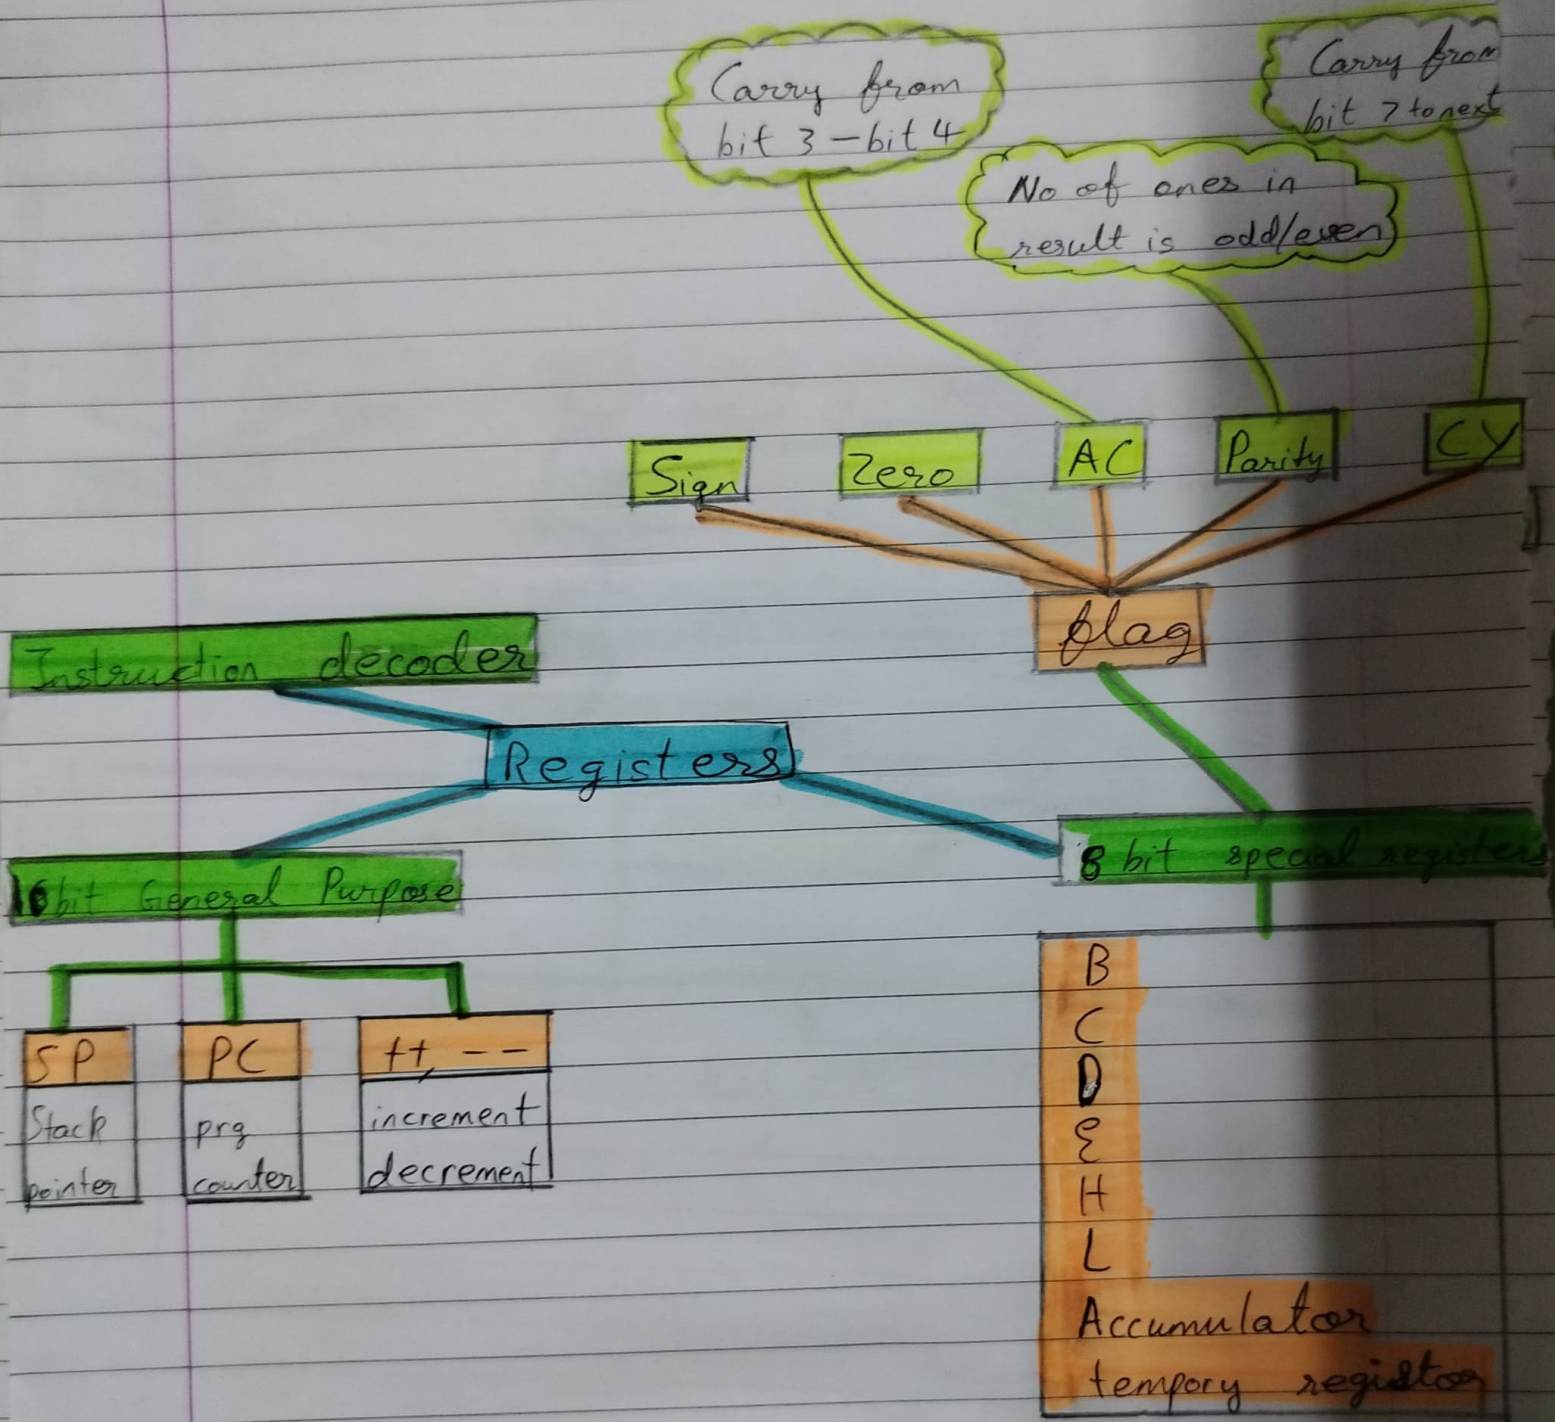 Carry from
bit 3 - bit 4
Carry from
bit 7 to next
No of ones in
result is odd/even
Sign
Zero
AC
Parity
CY
flag
Instruction decoder
Registers
8 bit special registers
16 bit General Purpose
SP
Stack
pointer
PC
prg
counter
++, --
increment
decrement
B
C
D
E
H
L
Accumulator
tempory registor